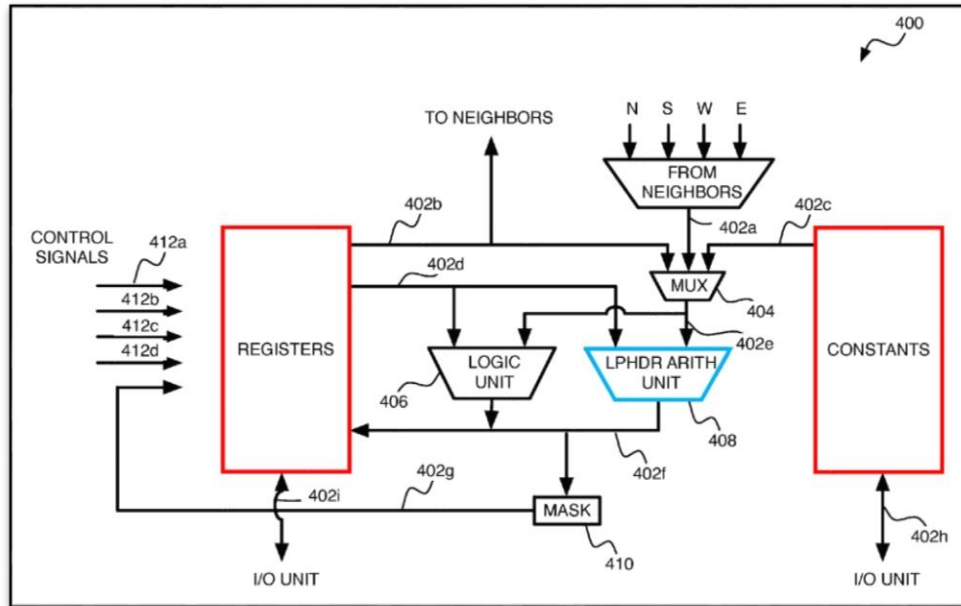 400
N S W E
TO NEIGHBORS
FROM
NEIGHBORS
402b
402a
402c
CONTROL
SIGNALS
412a
402d
MUX
404
412b
412c
412d
REGISTERS
LOGIC
UNIT
406
LPHDR ARITH
UNIT
402e
CONSTANTS
408
402f
402g
402i
MASK
410
402h
I/O UNIT
I/O UNIT